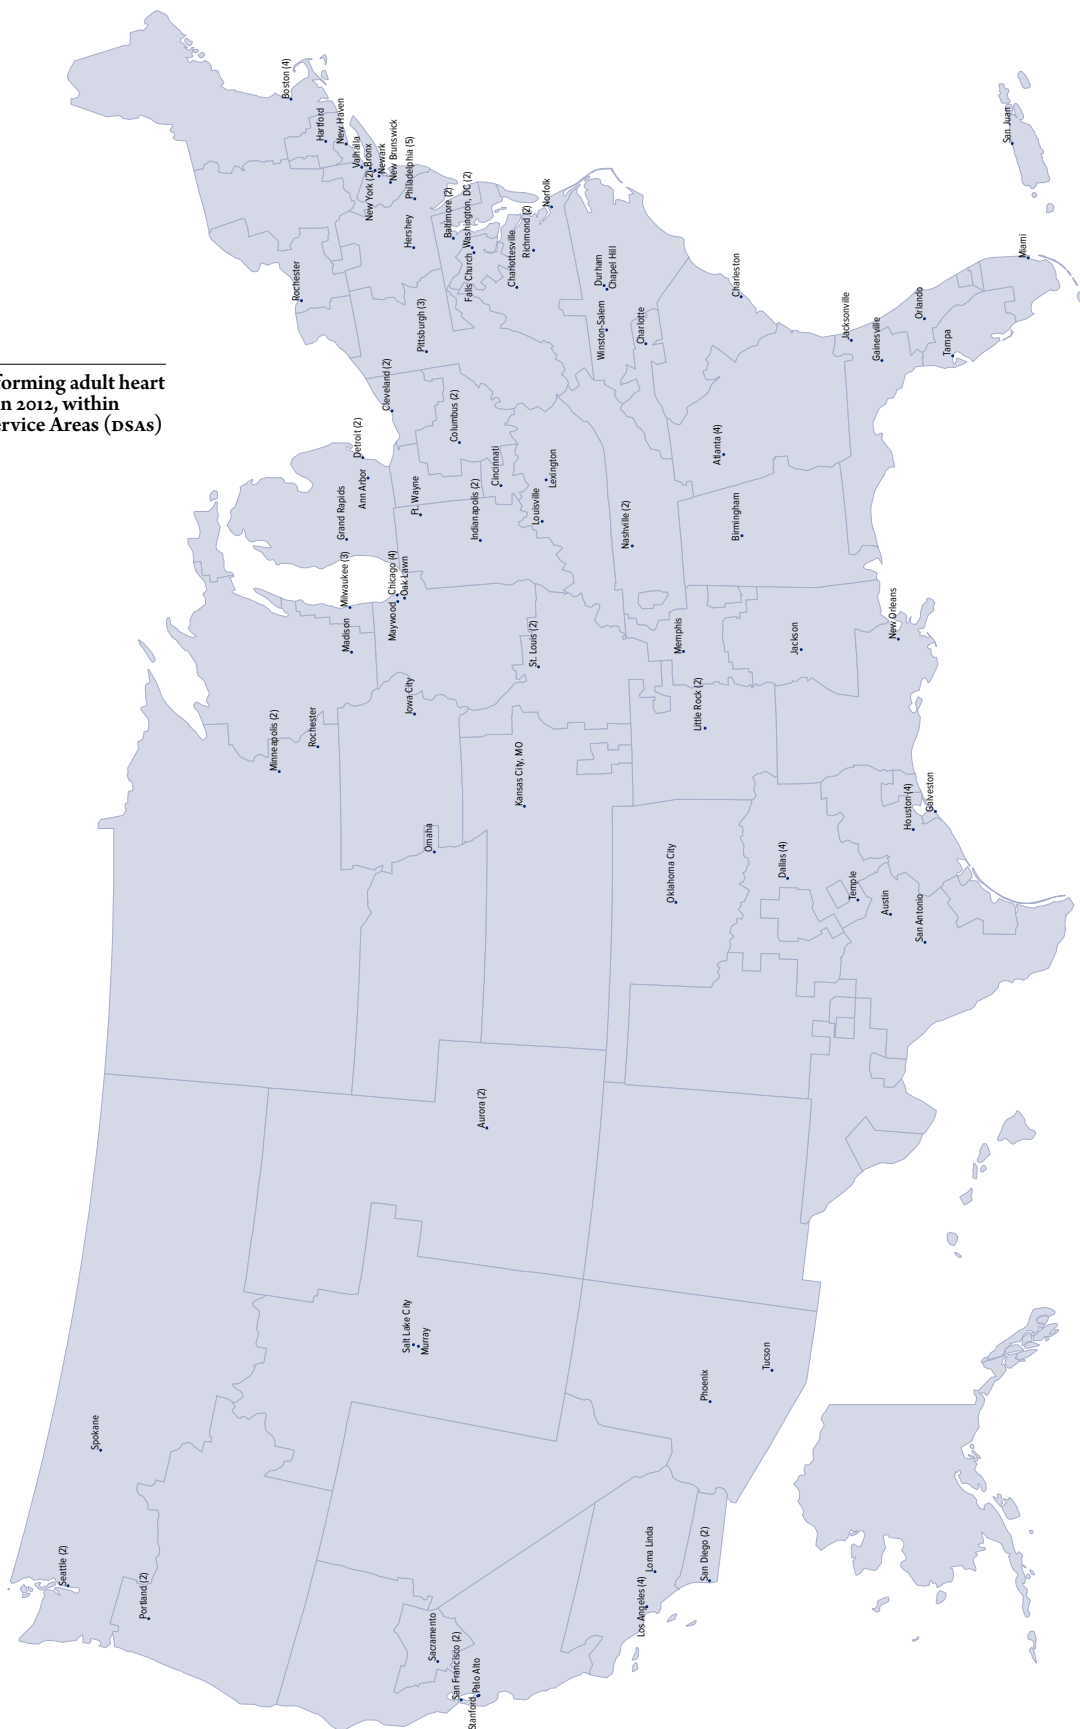 forming adult heart
n 2012, within
ervice Areas (DSAs)
Boston (4)
Hartford
New Haven
Valhalla
Bronx
Newark
New York (2)
New Brunswick
Philadelphia (5)
Hershey
Baltimore (2)
Washington, DC (2)
Falls Church
Charlottesville
Richmond (2)
Norfolk
Rochester
Pittsburgh (3)
Cleveland (2)
Columbus (2)
Cincinnati
Detroit (2)
Ann Arbor
Grand Rapids
Ft. Wayne
Indianapolis (2)
Louisville
Lexington
Durham
Chapel Hill
Winston-Salem
Charlotte
Charleston
Jacksonville
Gainesville
Orlando
Tampa
Miami
San Juan
Atlanta (4)
Birmingham
Nashville (2)
Memphis
Jackson
New Orleans
Milwaukee (3)
Madison
Chicago (4)
Oak Lawn
Maywood
St. Louis (2)
Iowa City
Little Rock (2)
Minneapolis (2)
Rochester
Kansas City, MO
Omaha
Oklahoma City
Dallas (4)
Temple
Austin
San Antonio
Houston (4)
Galveston
Aurora (2)
Salt Lake City
Murray
Phoenix
Tucson
Spokane
Seattle (2)
Portland (2)
Sacramento
San Francisco (2)
Palo Alto
Stanford
Los Angeles (4)
Loma Linda
San Diego (2)